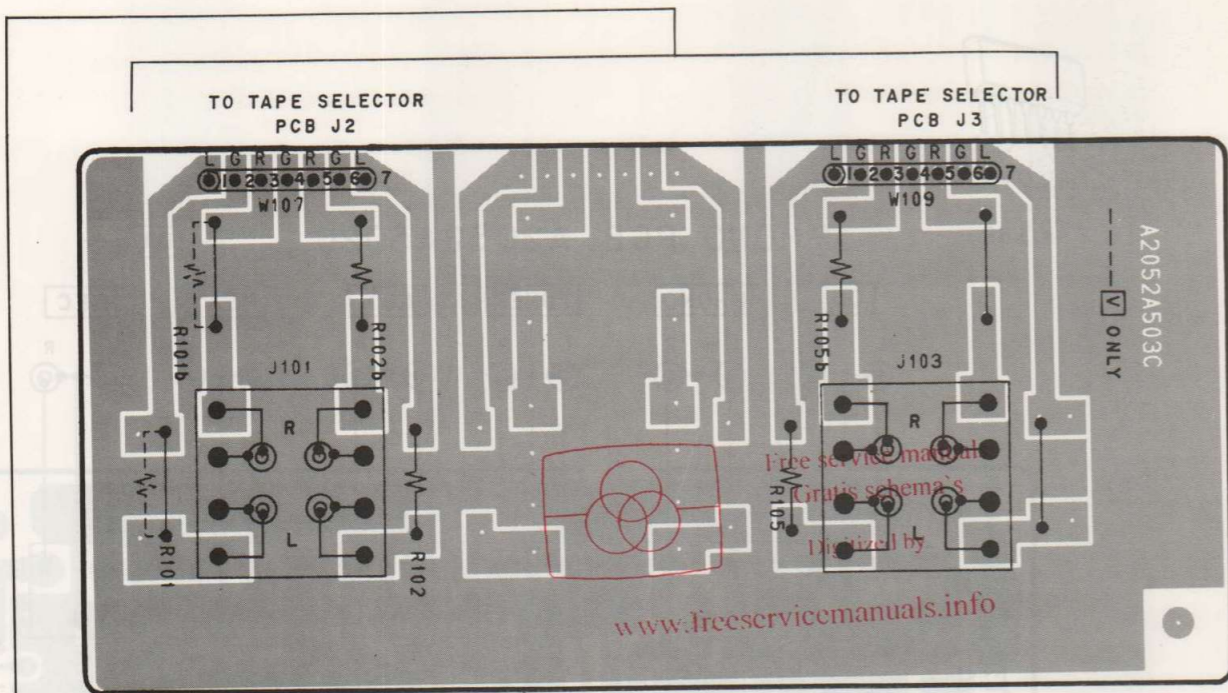 TO TAPE SELECTOR
PCB J2
TO TAPE SELECTOR
PCB J3
L G R G R G L
1 2 3 4 5 6 7
W107
L G R G R G L
1 2 3 4 5 6 7
W109
R101b
R102b
J101
R
L
R101
R102
R105b
J103
R
L
R105
A2052A503C
V ONLY
C
Free service manuals
Gratis schema's
Digitized by
www.freeservicemanuals.info